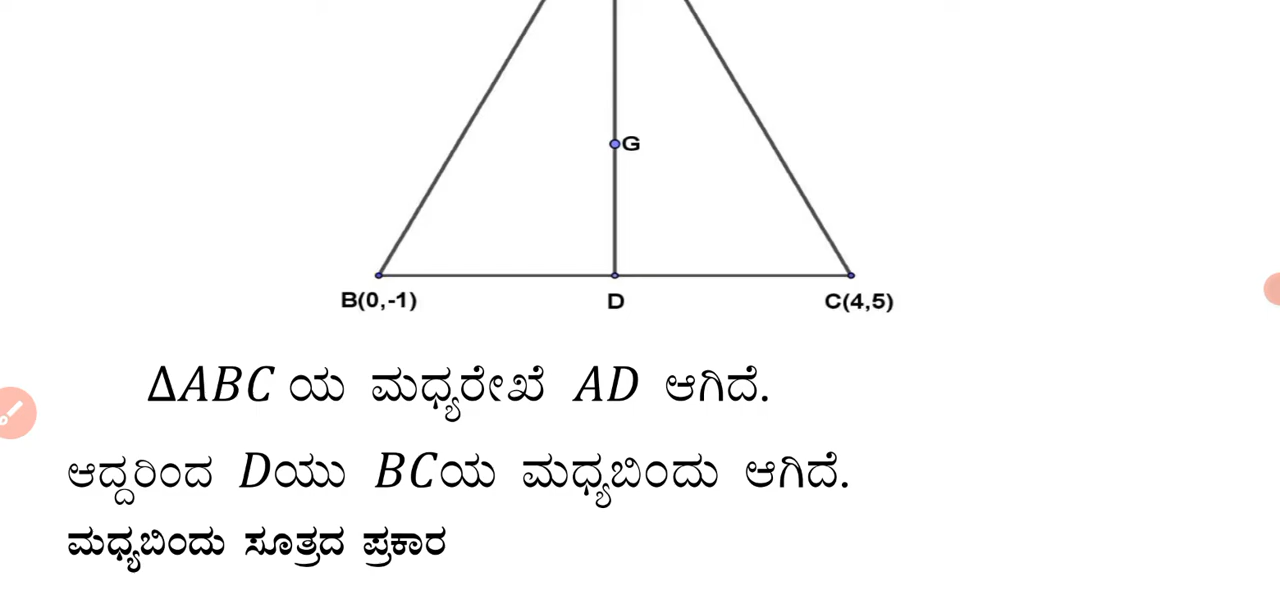 G
B(0,-1) D C(4,5)
ΔABC ಯ ಮಧ್ಯರೇಖೆ AD ಆಗಿದೆ.
ಆದ್ದರಿಂದ Dಯು BCಯ ಮಧ್ಯಬಿಂದು ಆಗಿದೆ.
ಮಧ್ಯಬಿಂದು ಸೂತ್ರದ ಪ್ರಕಾರ